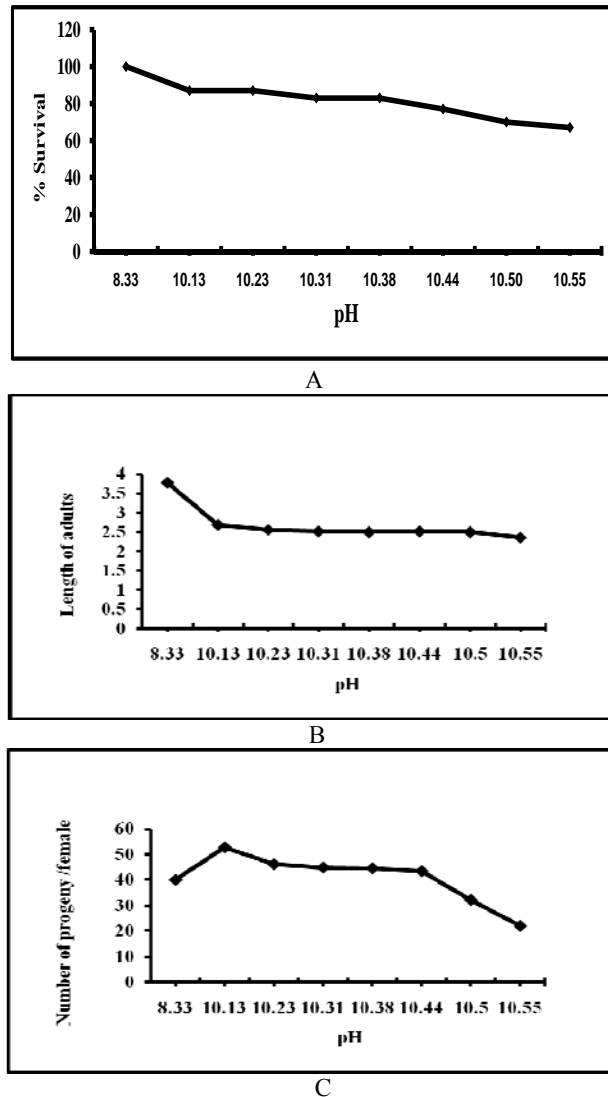 120
100
80
60
40
20
0
% Survival
8.33 10.13 10.23 10.31 10.38 10.44 10.50 10.55
pH
A
4
3.5
3
2.5
2
1.5
1
0.5
0
Length of adults
8.33 10.13 10.23 10.31 10.38 10.44 10.5 10.55
pH
B
60
50
40
30
20
10
0
Number of progeny /female
8.33 10.13 10.23 10.31 10.38 10.44 10.5 10.55
pH
C